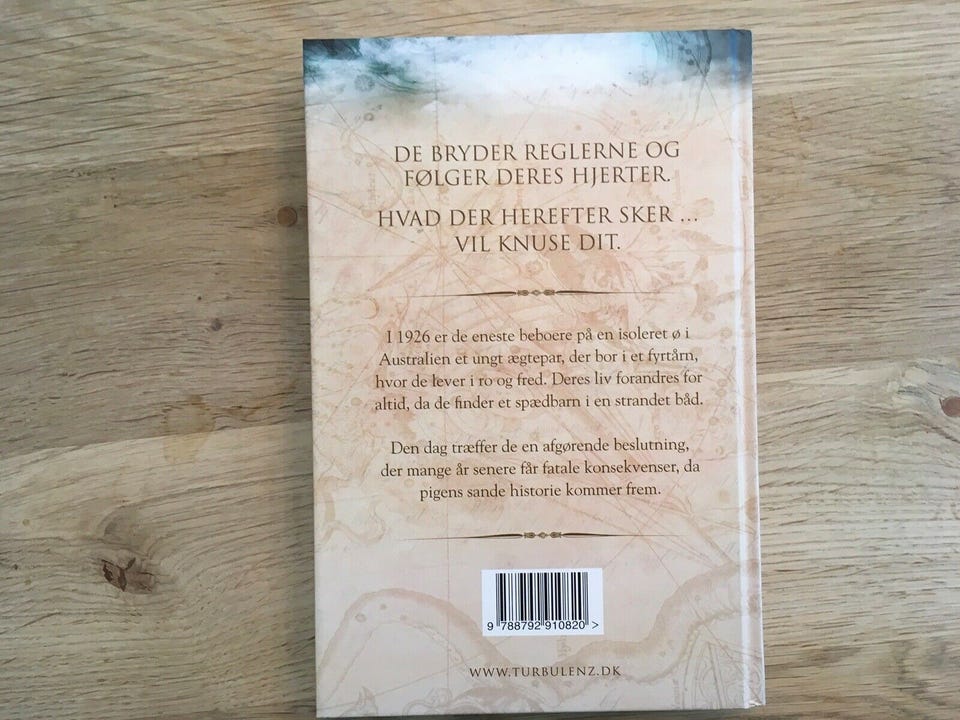 DE BRYDER REGLERNE OG
FØLGER DERES HJERTER.
HVAD DER HEREFTER SKER ...
VIL KNUSE DIT.
I 1926 er de eneste beboere på en isoleret ø i
Australien et ungt ægtepar, der bor i et fyrtårn,
hvor de lever i ro og fred. Deres liv forandres for
altid, da de finder et spædbarn i en strandet båd.
Den dag træffer de en afgørende beslutning,
der mange år senere får fatale konsekvenser, da
pigens sande historie kommer frem.
9 788792 910820 >
WWW.TURBULENZ.DK